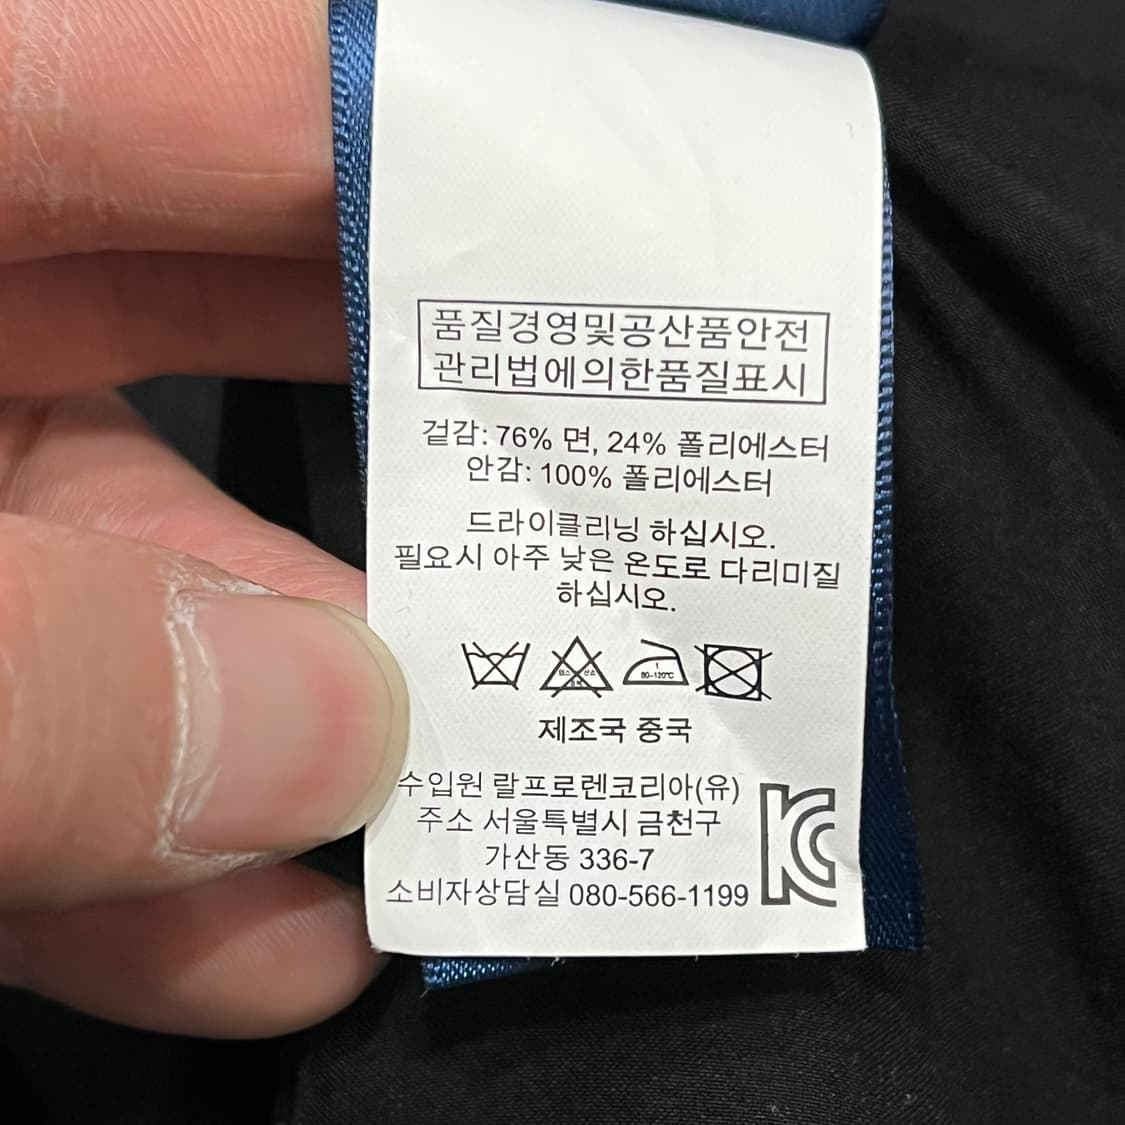 품질경영및공산품안전
관리법에의한품질표시
겉감: 76% 면, 24% 폴리에스터
안감: 100% 폴리에스터
드라이클리닝 하십시오.
필요시 아주 낮은 온도로 다리미질
하십시오.
80~120℃
제조국 중국
수입원 랄프로렌코리아(유)
주소 서울특별시 금천구
가산동 336-7
소비자상담실 080-566-1199
KC